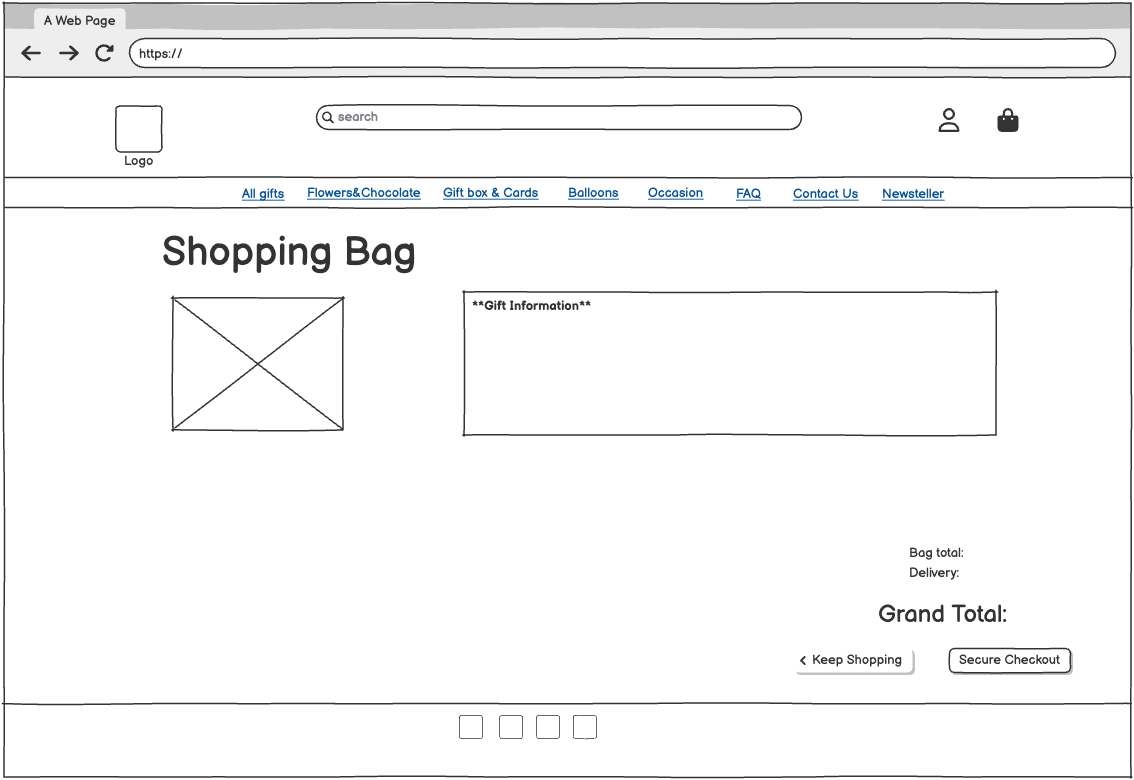 A Web Page
https://
search
Logo
All gifts Flowers&Chocolate Gift box & Cards Balloons Occasion FAQ Contact Us Newsteller
Shopping Bag
**Gift Information**
Bag total:
Delivery:
Grand Total:
Keep Shopping Secure Checkout